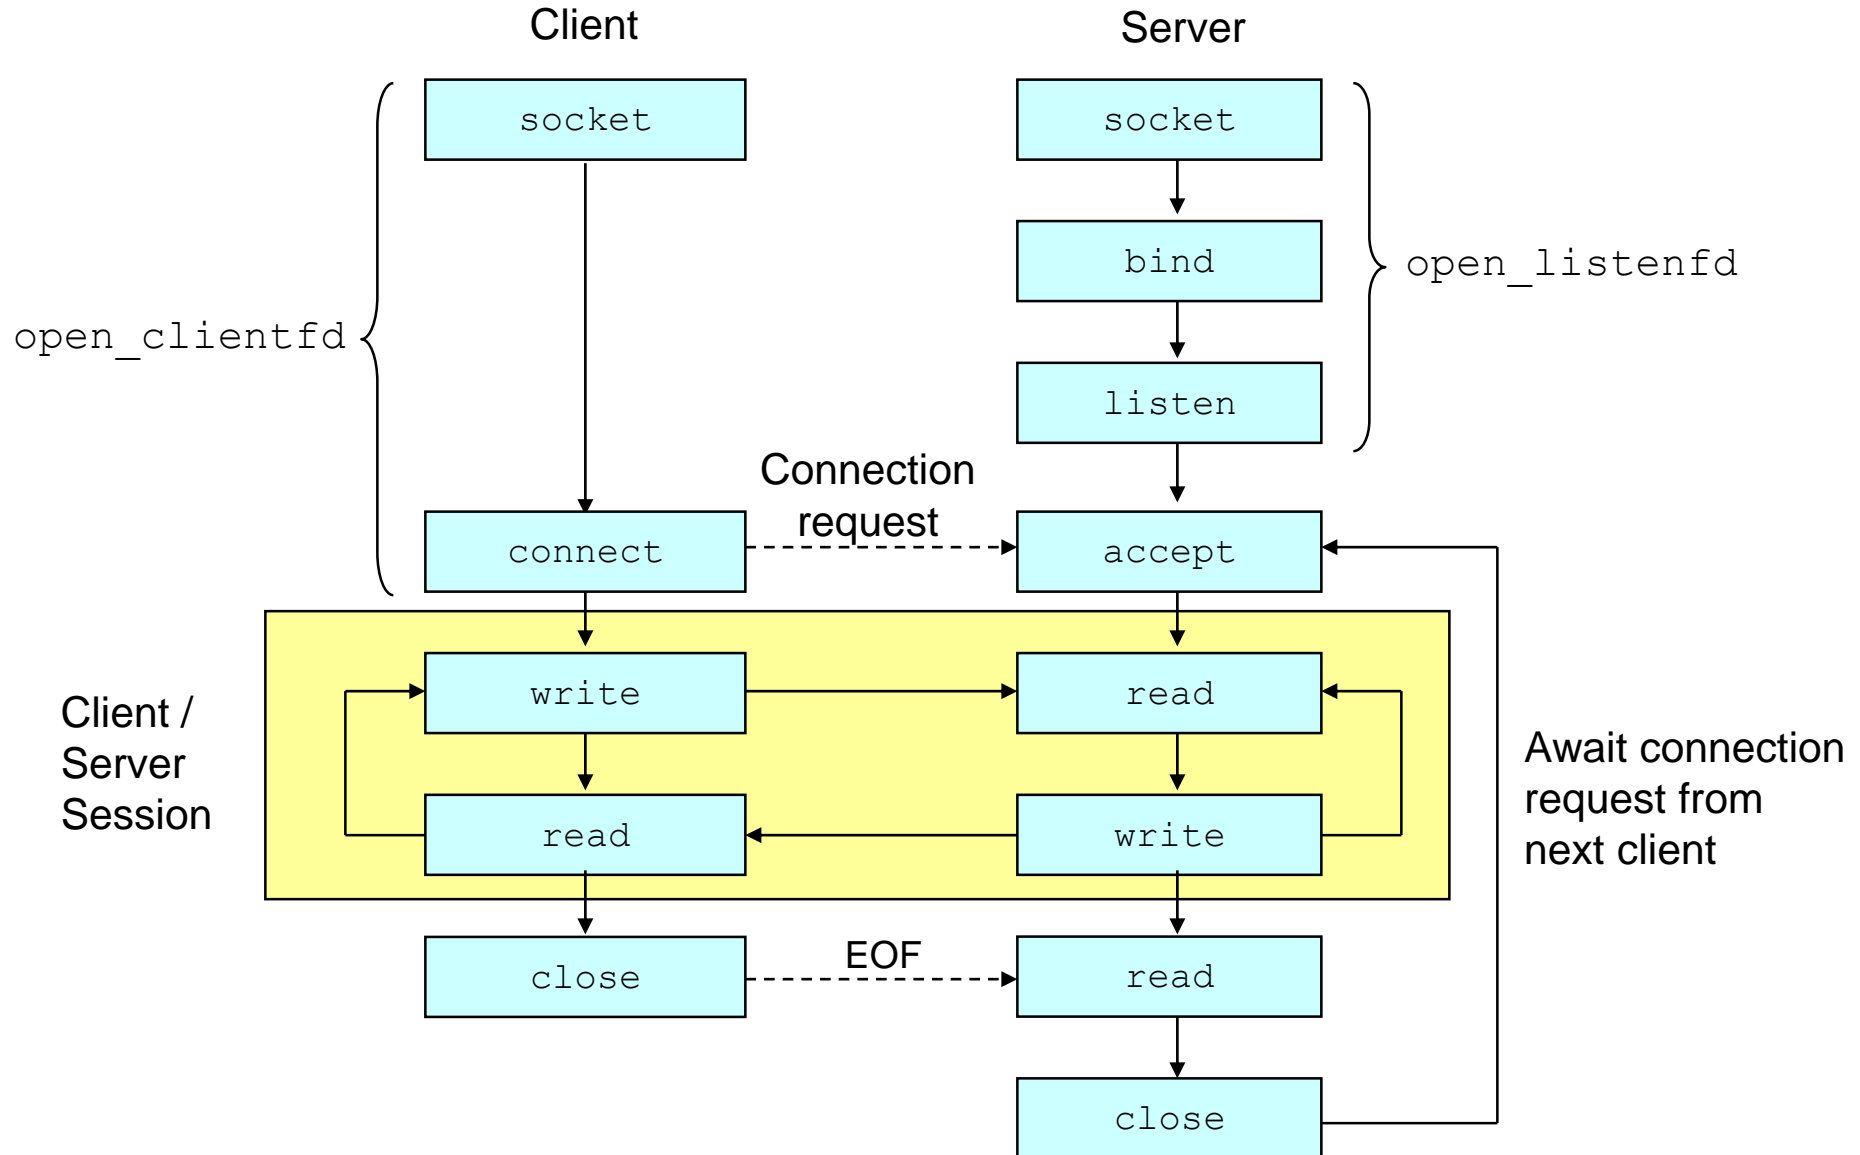 Client
Server
socket
socket
bind
open_listenfd
open_clientfd
listen
Connection
request
connect
accept
write
read
Client /
Server
Session
Await connection
request from
next client
read
write
close
EOF
read
close